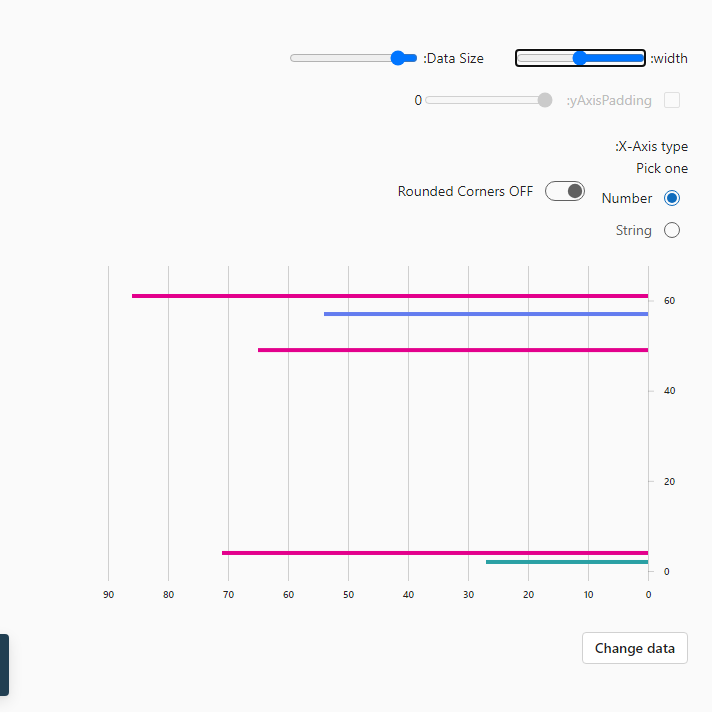 :width
:Data Size
:yAxisPadding
0
:X-Axis type
Pick one
Number
String
Rounded Corners OFF
60
40
20
0
90 80 70 60 50 40 30 20 10 0
Change data